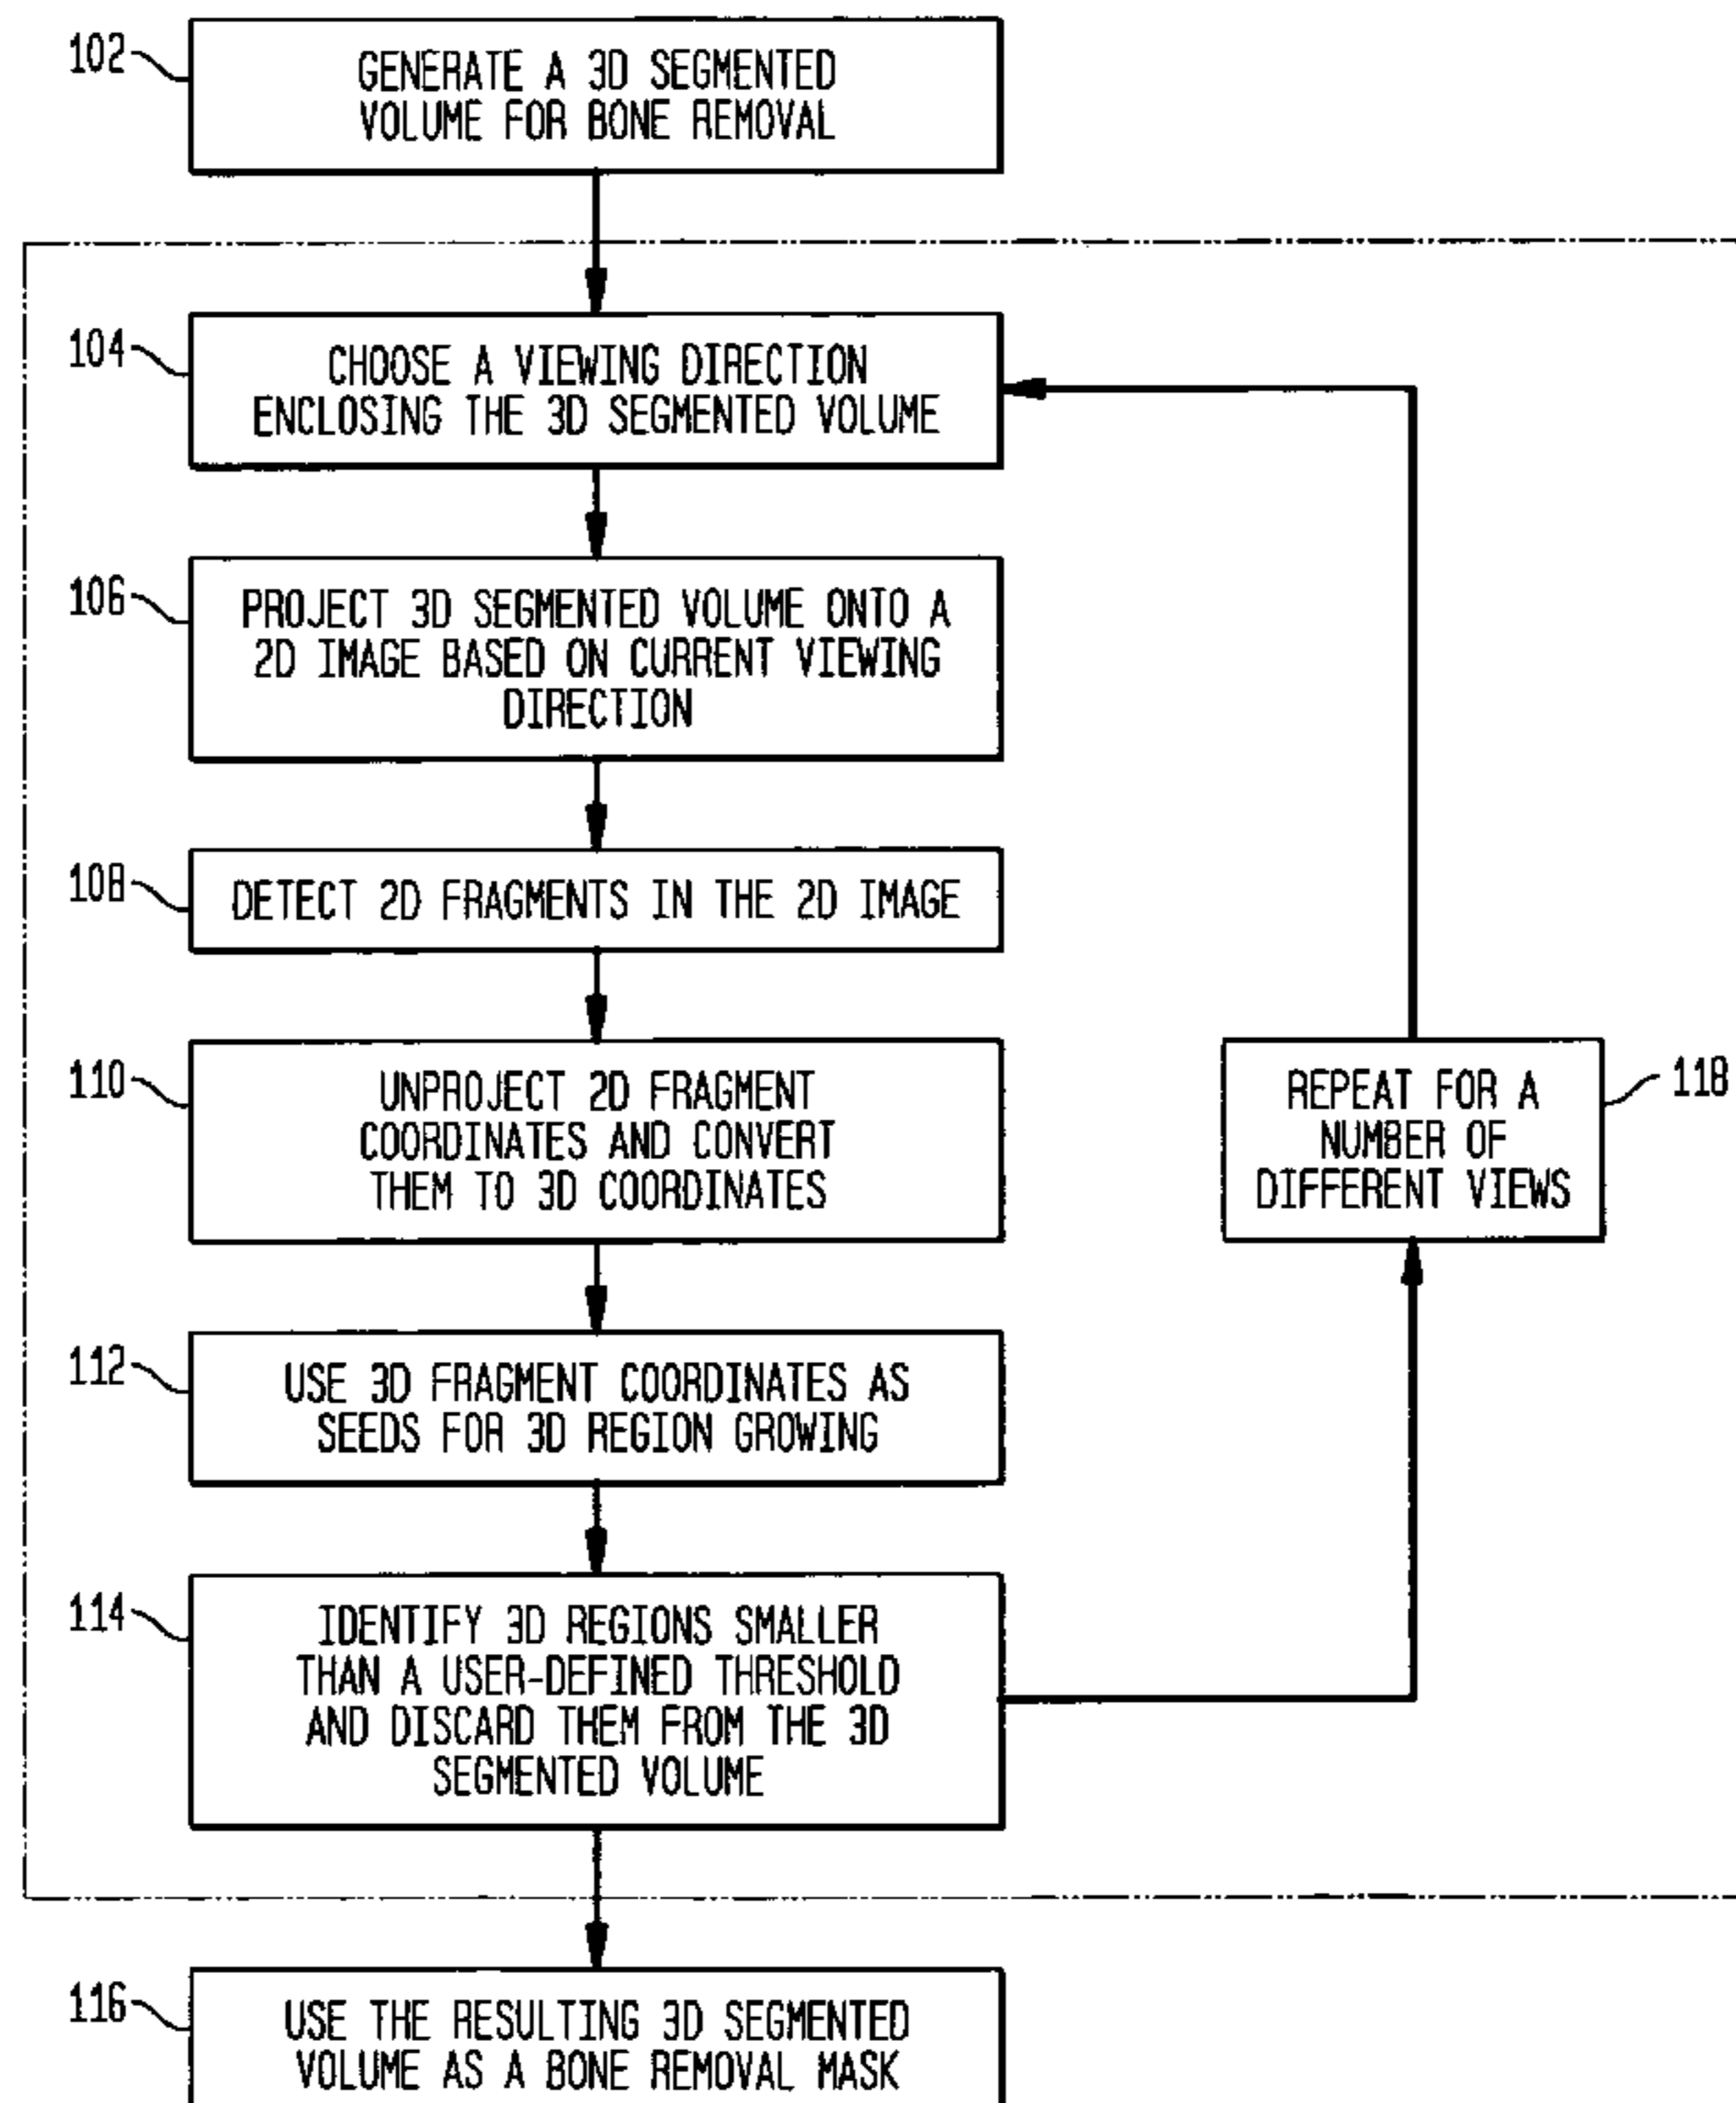 102
GENERATE A 3D SEGMENTED
VOLUME FOR BONE REMOVAL
104
CHOOSE A VIEWING DIRECTION
ENCLOSING THE 3D SEGMENTED VOLUME
106
PROJECT 3D SEGMENTED VOLUME ONTO A
2D IMAGE BASED ON CURRENT VIEWING
DIRECTION
108
DETECT 2D FRAGMENTS IN THE 2D IMAGE
110
UNPROJECT 2D FRAGMENT
COORDINATES AND CONVERT
THEM TO 3D COORDINATES
REPEAT FOR A
NUMBER OF
DIFFERENT VIEWS
118
112
USE 3D FRAGMENT COORDINATES AS
SEEDS FOR 3D REGION GROWING
114
IDENTIFY 3D REGIONS SMALLER
THAN A USER-DEFINED THRESHOLD
AND DISCARD THEM FROM THE 3D
SEGMENTED VOLUME
116
USE THE RESULTING 3D SEGMENTED
VOLUME AS A BONE REMOVAL MASK